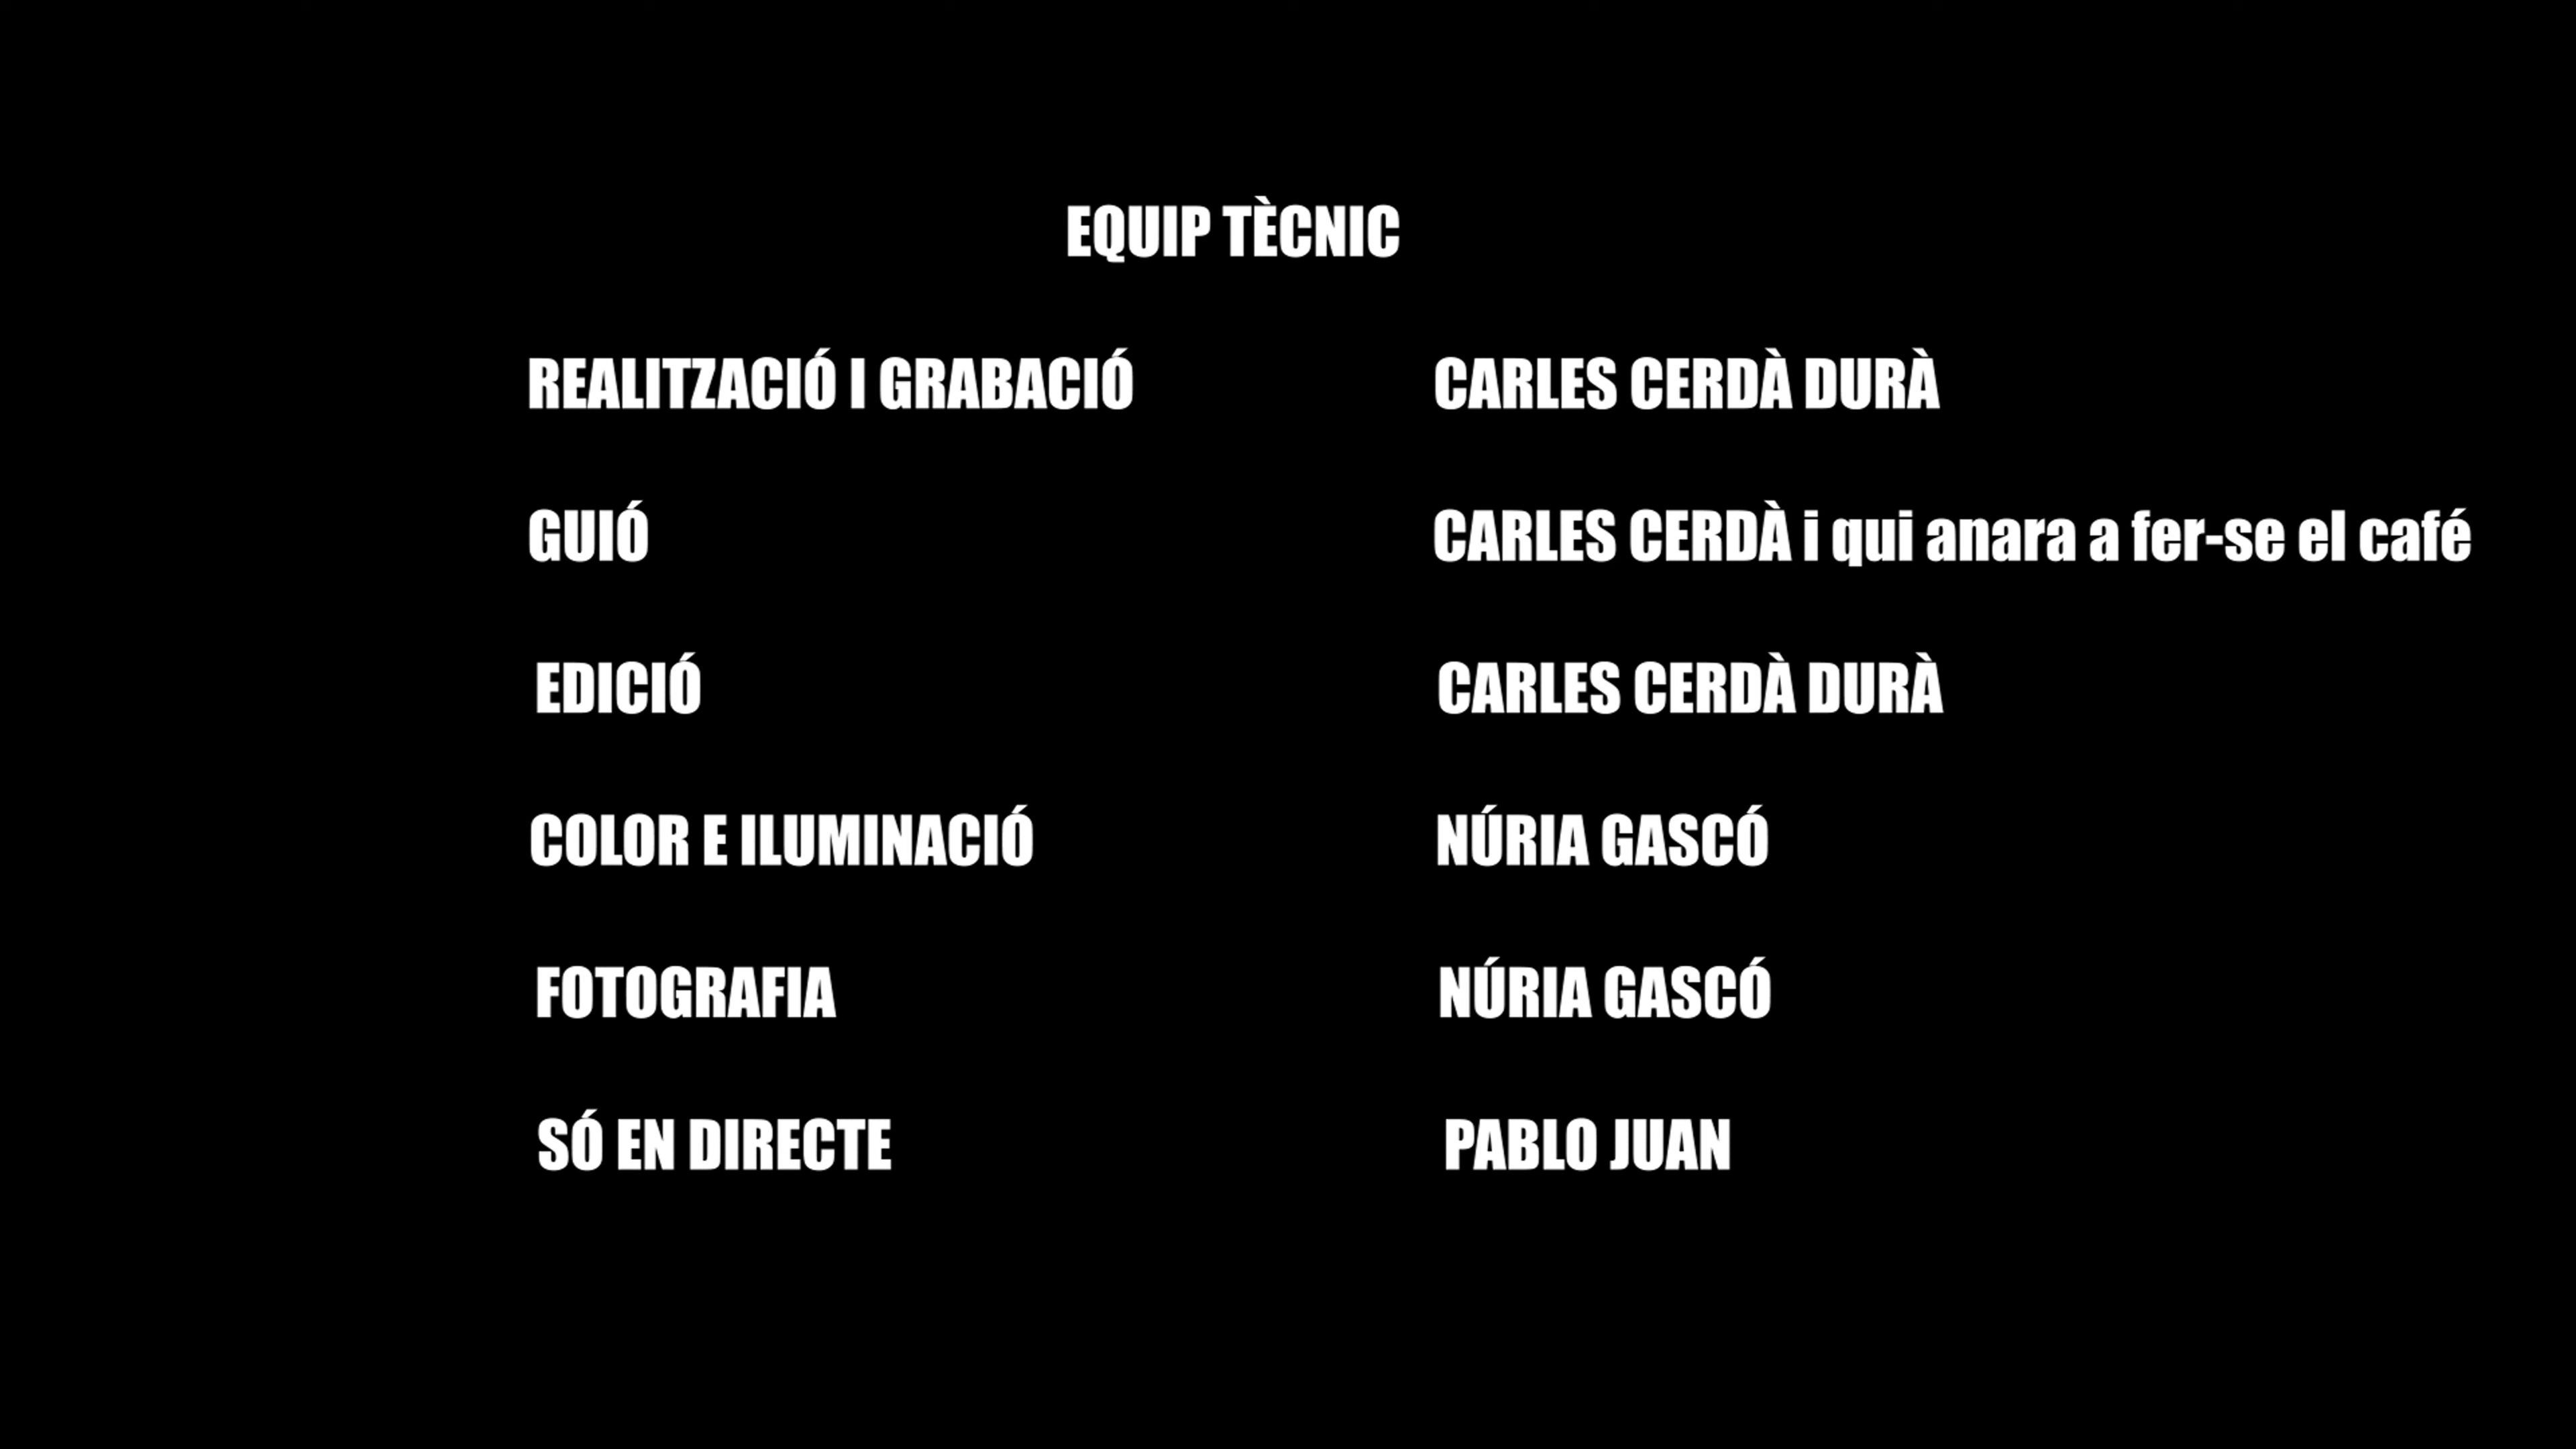 EQUIP TÈCNIC
REALITZACIÓ I GRABACIÓ CARLES CERDÀ DURÀ
GUIÓ CARLES CERDÀ i qui anara a fer-se el café
EDICIÓ CARLES CERDÀ DURÀ
COLOR E ILUMINACIÓ NÚRIA GASCÓ
FOTOGRAFIA NÚRIA GASCÓ
SÓ EN DIRECTE PABLO JUAN